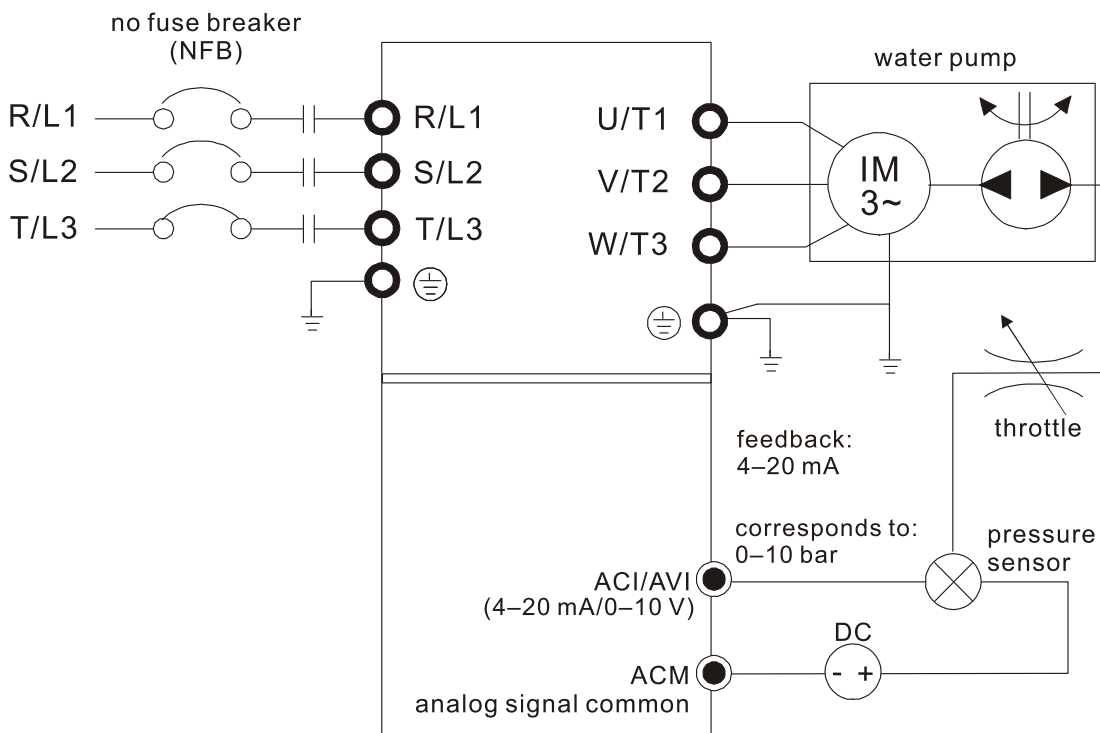 no fuse breaker
(NFB)
water pump
R/L1
R/L1
U/T1
S/L2
S/L2
V/T2
IM
3~
T/L3
T/L3
W/T3
throttle
feedback:
4–20 mA
corresponds to:
0–10 bar
pressure
sensor
ACI/AVI
(4–20 mA/0–10 V)
DC
- +
ACM
analog signal common